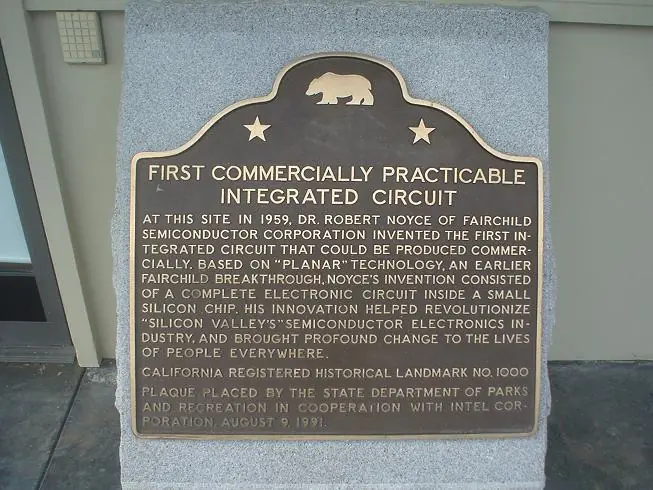 FIRST COMMERCIALLY PRACTICABLE
INTEGRATED CIRCUIT
AT THIS SITE IN 1959, DR. ROBERT NOYCE OF FAIRCHILD
SEMICONDUCTOR CORPORATION INVENTED THE FIRST IN-
TEGRATED CIRCUIT THAT COULD BE PRODUCED COMMER-
CIALLY. BASED ON "PLANAR" TECHNOLOGY, AN EARLIER
FAIRCHILD BREAKTHROUGH, NOYCE'S INVENTION CONSISTED
OF A COMPLETE ELECTRONIC CIRCUIT INSIDE A SMALL
SILICON CHIP. HIS INNOVATION HELPED REVOLUTIONIZE
"SILICON VALLEY'S" SEMICONDUCTOR ELECTRONICS IN-
DUSTRY, AND BROUGHT PROFOUND CHANGE TO THE LIVES
OF PEOPLE EVERYWHERE.
CALIFORNIA REGISTERED HISTORICAL LANDMARK NO. 1000
PLAQUE PLACED BY THE STATE DEPARTMENT OF PARKS
AND RECREATION IN COOPERATION WITH INTEL COR-
PORATION, AUGUST 9, 1991.